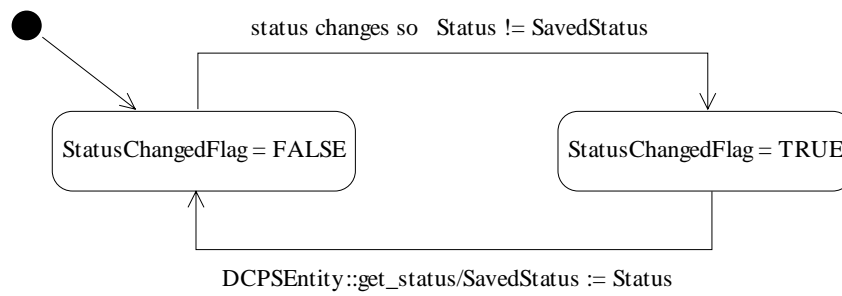 status changes so Status != SavedStatus
StatusChangedFlag = FALSE
StatusChangedFlag = TRUE
DCPSEntity::get_status/SavedStatus := Status